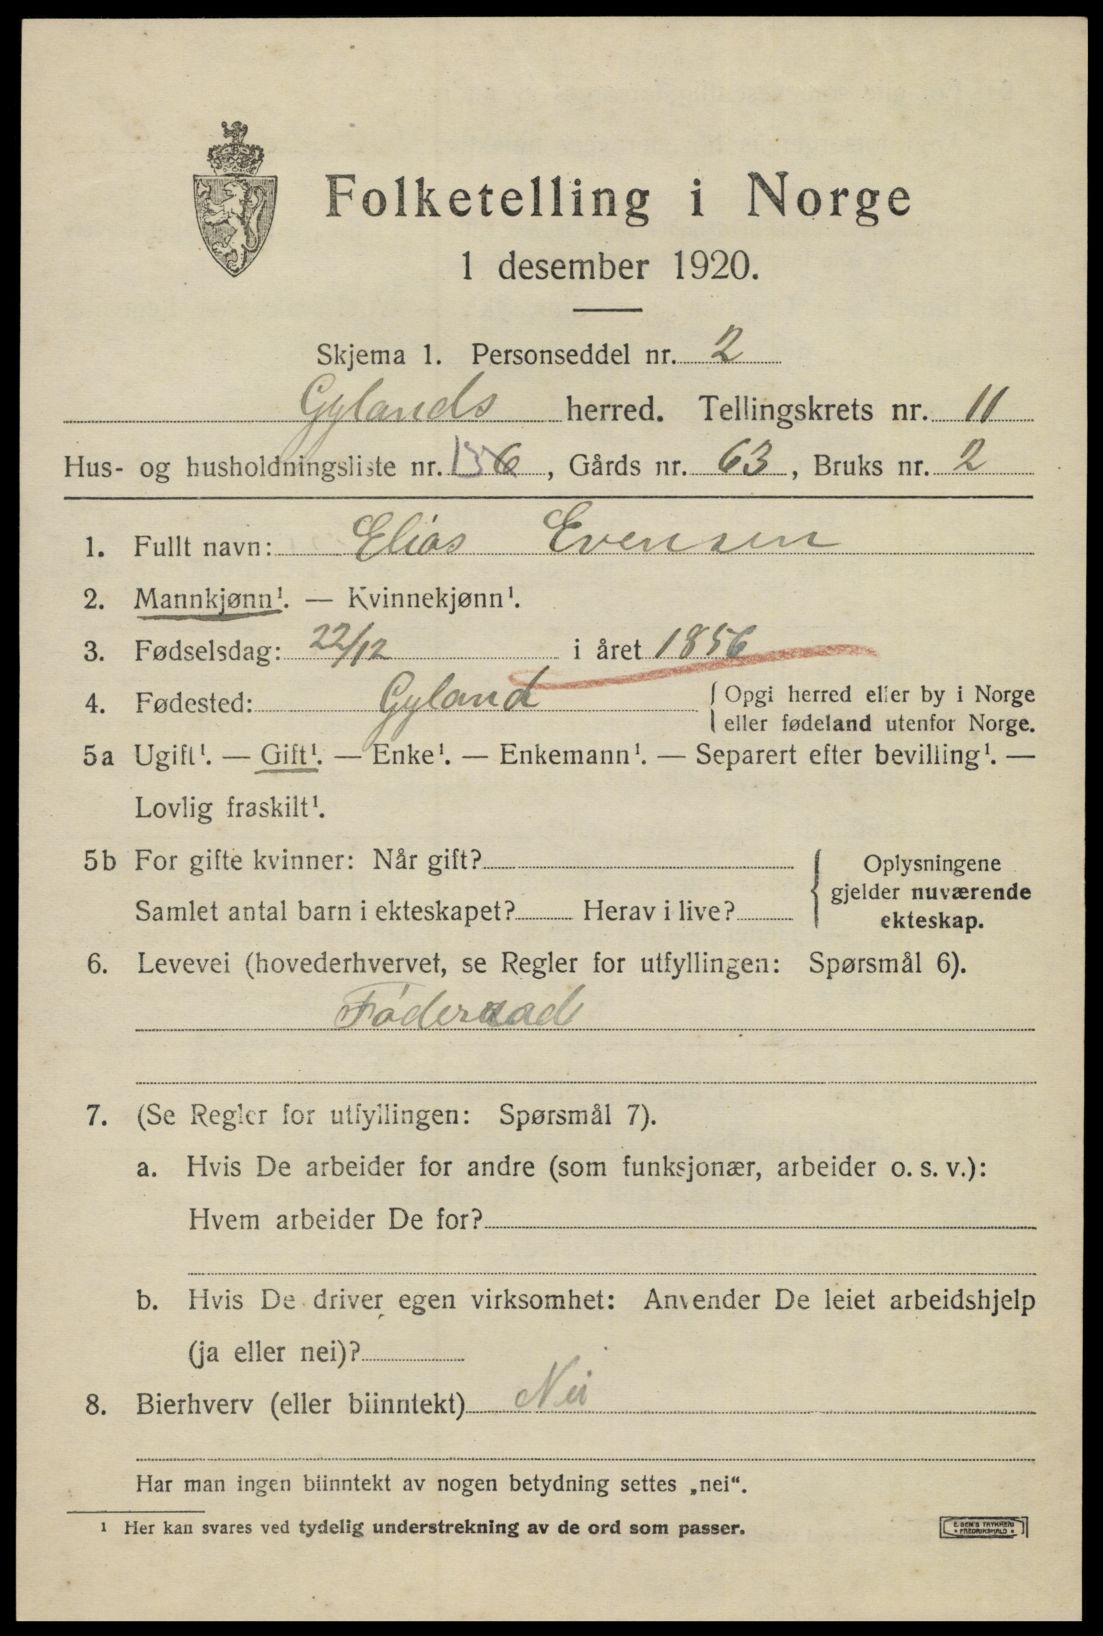 Folketelling i Norge
1 desember 1920.
Skjema 1. Personseddel nr. 2
Gylands herred. Tellingskrets nr. 11
Hus- og husholdningsliste nr. 6, Gårds nr. 63, Bruks nr. 2
1. Fullt navn: Elias Evensen
2. Mannkjønn¹. — Kvinnekjønn¹.
3. Fødselsdag: 22/12 i året 1856
4. Fødested: Gyland { Opgi herred eller by i Norge
eller fødeland utenfor Norge.
5a Ugift¹. — Gift¹. — Enke¹. — Enkemann¹. — Separert efter bevilling¹. —
Lovlig fraskilt¹.
5b For gifte kvinner: Når gift?
Samlet antal barn i ekteskapet? Herav i live?
{ Oplysningene
gjelder nuværende
ekteskap.
6. Levevei (hovederhvervet, se Regler for utfyllingen: Spørsmål 6).
Føderaad
7. (Se Regler for utfyllingen: Spørsmål 7).
a. Hvis De arbeider for andre (som funksjonær, arbeider o. s. v.):
Hvem arbeider De for?
b. Hvis De driver egen virksomhet: Anvender De leiet arbeidshjelp
(ja eller nei)?
8. Bierhverv (eller biinntekt) Nei
Har man ingen biinntekt av nogen betydning settes „nei“.
¹ Her kan svares ved tydelig understrekning av de ord som passer.